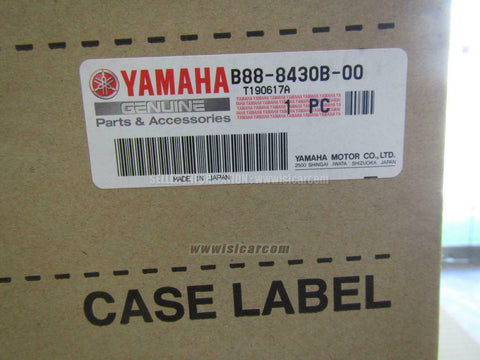 YAMAHA B88-8430B-00
GENUINE T190617A
Parts & Accessories 1 PC
YAMAHA MOTOR CO.,LTD.
2500 SHINGAI IWATA SHIZUOKA, JAPAN
MADE IN JAPAN
wwwisicarcom
CASE LABEL